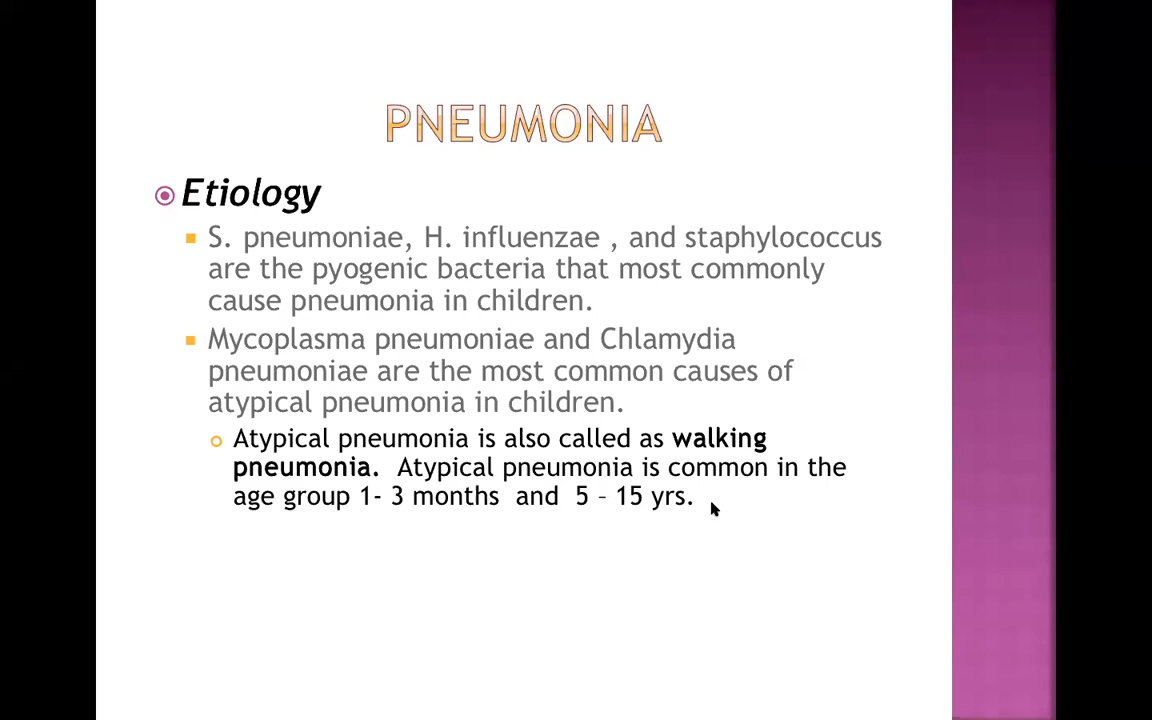 PNEUMONIA
Etiology
S. pneumoniae, H. influenzae , and staphylococcus
are the pyogenic bacteria that most commonly
cause pneumonia in children.
Mycoplasma pneumoniae and Chlamydia
pneumoniae are the most common causes of
atypical pneumonia in children.
Atypical pneumonia is also called as walking
pneumonia.  Atypical pneumonia is common in the
age group 1- 3 months  and  5 – 15 yrs.